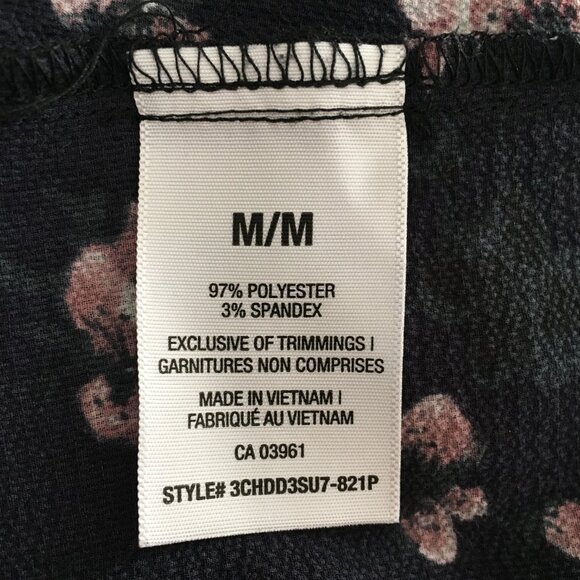 M/M
97% POLYESTER
3% SPANDEX
EXCLUSIVE OF TRIMMINGS I
GARNITURES NON COMPRISES
MADE IN VIETNAM I
FABRIQUÉ AU VIETNAM
CA 03961
STYLE# 3CHDD3SU7-821P